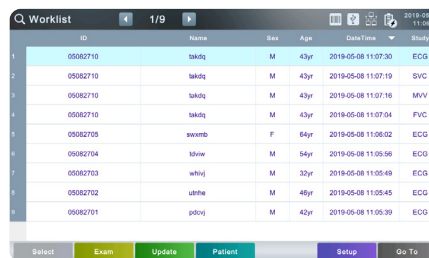 Worklist 1/9 2019-05
11:06
ID Name Sex Age DateTime Study
1 05082710 takdq M 43yr 2019-05-08 11:07:30 ECG
2 05082710 takdq M 43yr 2019-05-08 11:07:19 SVC
3 05082710 takdq M 43yr 2019-05-08 11:07:16 MVV
4 05082710 takdq M 43yr 2019-05-08 11:07:04 FVC
5 05082705 swxmb F 64yr 2019-05-08 11:06:02 ECG
6 05082704 tdviw M 54yr 2019-05-08 11:05:56 ECG
7 05082703 whivj M 32yr 2019-05-08 11:05:49 ECG
8 05082702 utnhe M 46yr 2019-05-08 11:05:45 ECG
9 05082701 pdcvj M 42yr 2019-05-08 11:05:39 ECG
Select Exam Update Patient Setup Go To